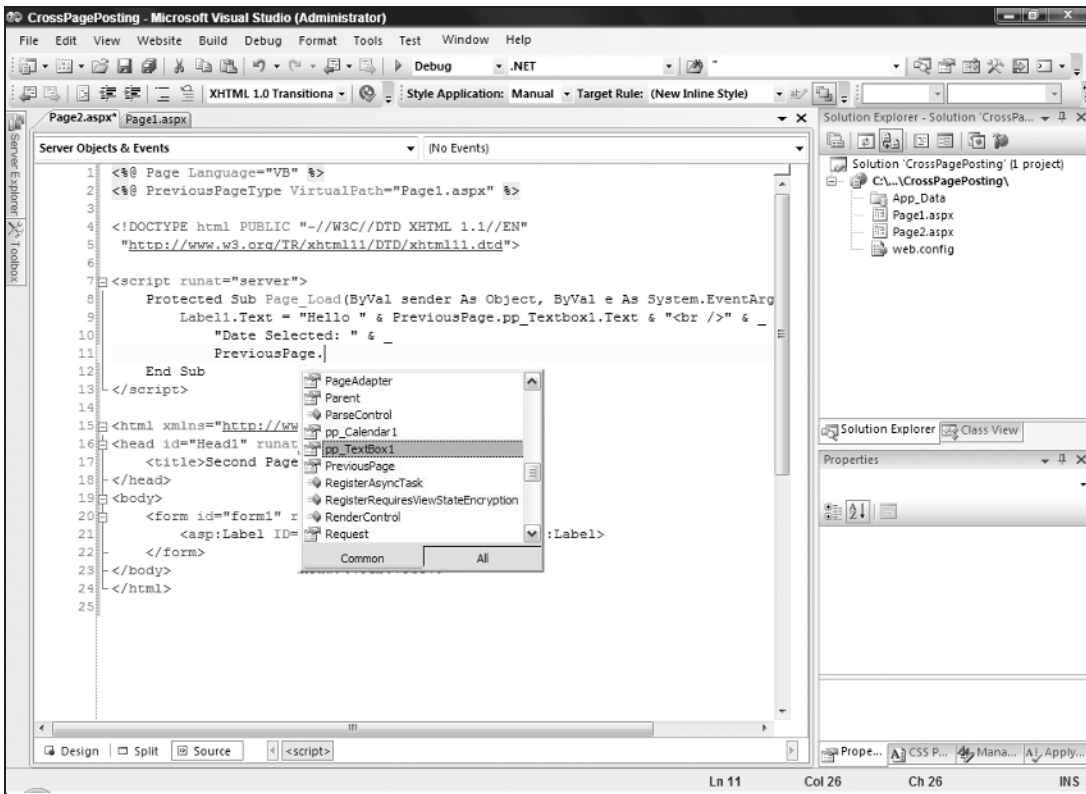 CrossPagePosting - Microsoft Visual Studio (Administrator)
File Edit View Website Build Debug Format Tools Test Window Help
Debug .NET
XHTML 1.0 Transitiona Style Application: Manual Target Rule: (New Inline Style)
Server Explorer
Toolbox
Page2.aspx* Page1.aspx
Server Objects & Events (No Events)
1 <%@ Page Language="VB" %>
2 <%@ PreviousPageType VirtualPath="Page1.aspx" %>
3
4 <!DOCTYPE html PUBLIC "-//W3C//DTD XHTML 1.1//EN"
5 "http://www.w3.org/TR/xhtml11/DTD/xhtml11.dtd">
6
7 <script runat="server">
8 Protected Sub Page_Load(ByVal sender As Object, ByVal e As System.EventArg
9 Label1.Text = "Hello " & PreviousPage.pp_Textbox1.Text & "<br />" & _
10 "Date Selected: " & _
11 PreviousPage.
12 End Sub
13 </script>
14
15 <html xmlns="http://ww
16 <head id="Head1" runat
17 <title>Second Page
18 </head>
19 <body>
20 <form id="form1" r
21 <asp:Label ID= :Label>
22 </form>
23 </body>
24 </html>
25
PageAdapter
Parent
ParseControl
pp_Calendar1
pp_TextBox1
PreviousPage
RegisterAsyncTask
RegisterRequiresViewStateEncryption
RenderControl
Request
Common All
Design Split Source <script>
Solution Explorer - Solution 'CrossPa...
Solution 'CrossPagePosting' (1 project)
C:\...\CrossPagePosting\
App_Data
Page1.aspx
Page2.aspx
web.config
Solution Explorer Class View
Properties
Prope... CSS P... Mana... Apply...
Ln 11 Col 26 Ch 26 INS